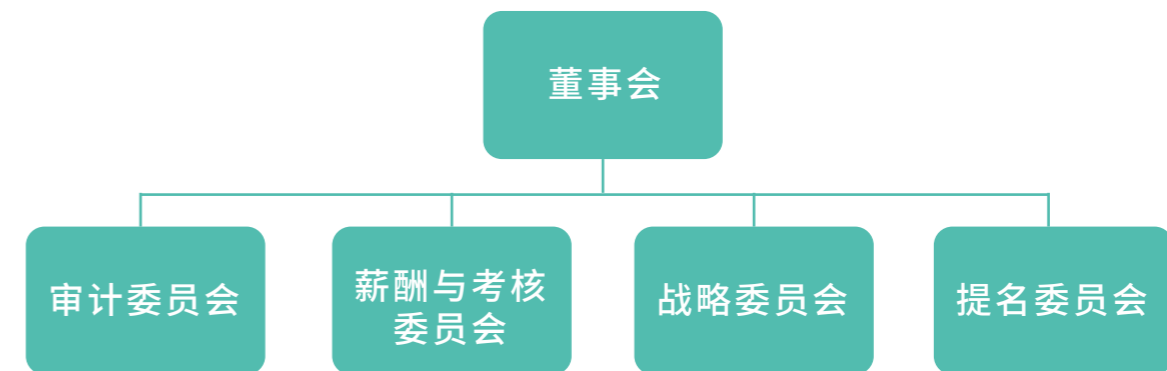 董事会
审计委员会
薪酬与考核
委员会
战略委员会
提名委员会